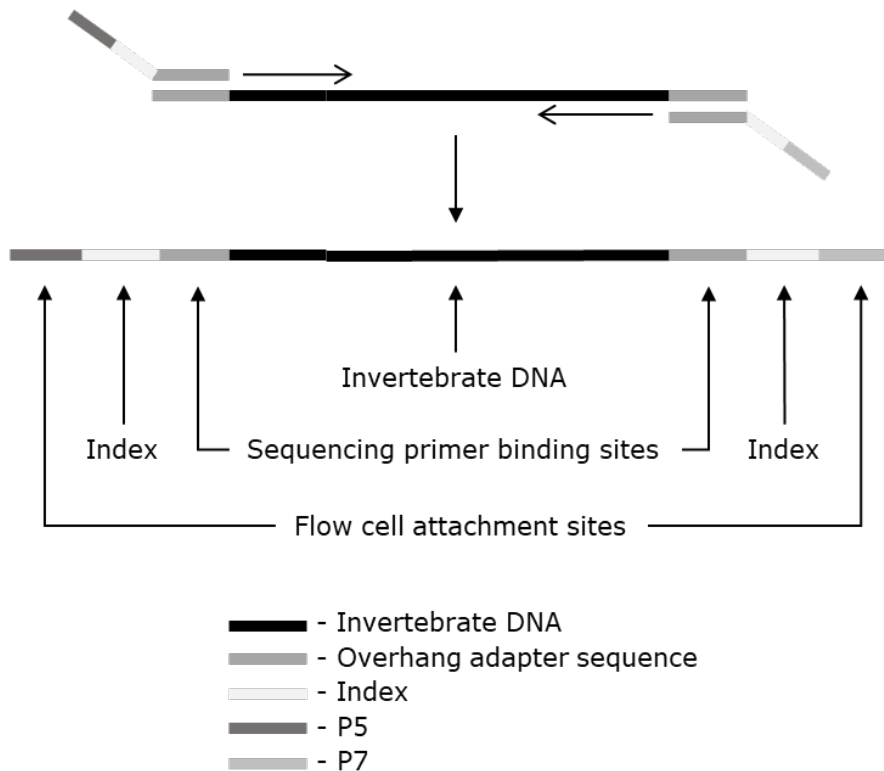 Invertebrate DNA
Index
Sequencing primer binding sites
Index
Flow cell attachment sites
- Invertebrate DNA
- Overhang adapter sequence
- Index
- P5
- P7